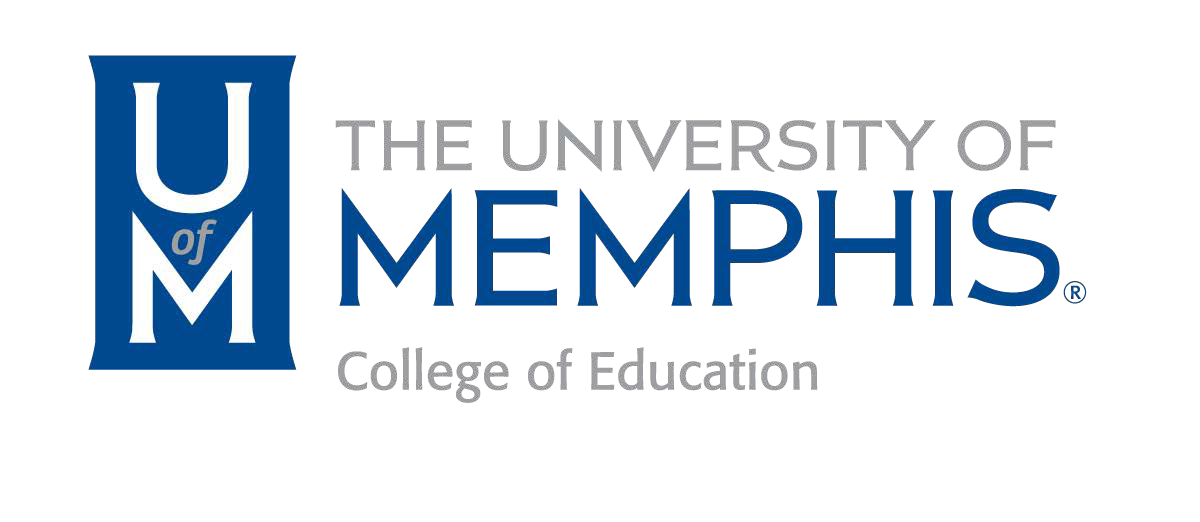 U
of
M
THE UNIVERSITY OF
MEMPHIS®
College of Education